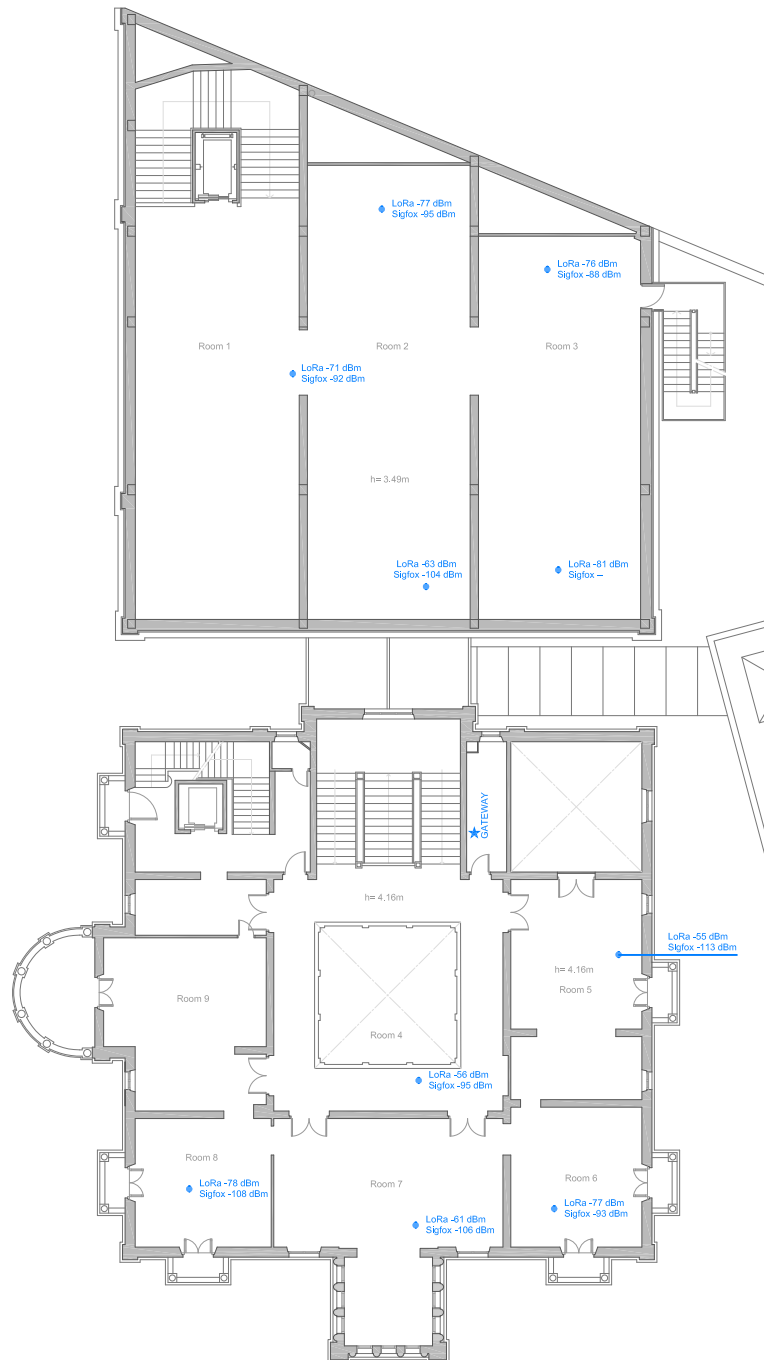 LoRa -77 dBm
Sigfox -95 dBm
LoRa -76 dBm
Sigfox -88 dBm
Room 1
Room 2
Room 3
LoRa -71 dBm
Sigfox -92 dBm
h= 3.49m
LoRa -63 dBm
Sigfox -104 dBm
LoRa -81 dBm
Sigfox –
GATEWAY
h= 4.16m
LoRa -55 dBm
Sigfox -113 dBm
h= 4.16m
Room 5
Room 9
Room 4
LoRa -56 dBm
Sigfox -95 dBm
Room 8
LoRa -78 dBm
Sigfox -108 dBm
Room 7
LoRa -61 dBm
Sigfox -106 dBm
Room 6
LoRa -77 dBm
Sigfox -93 dBm